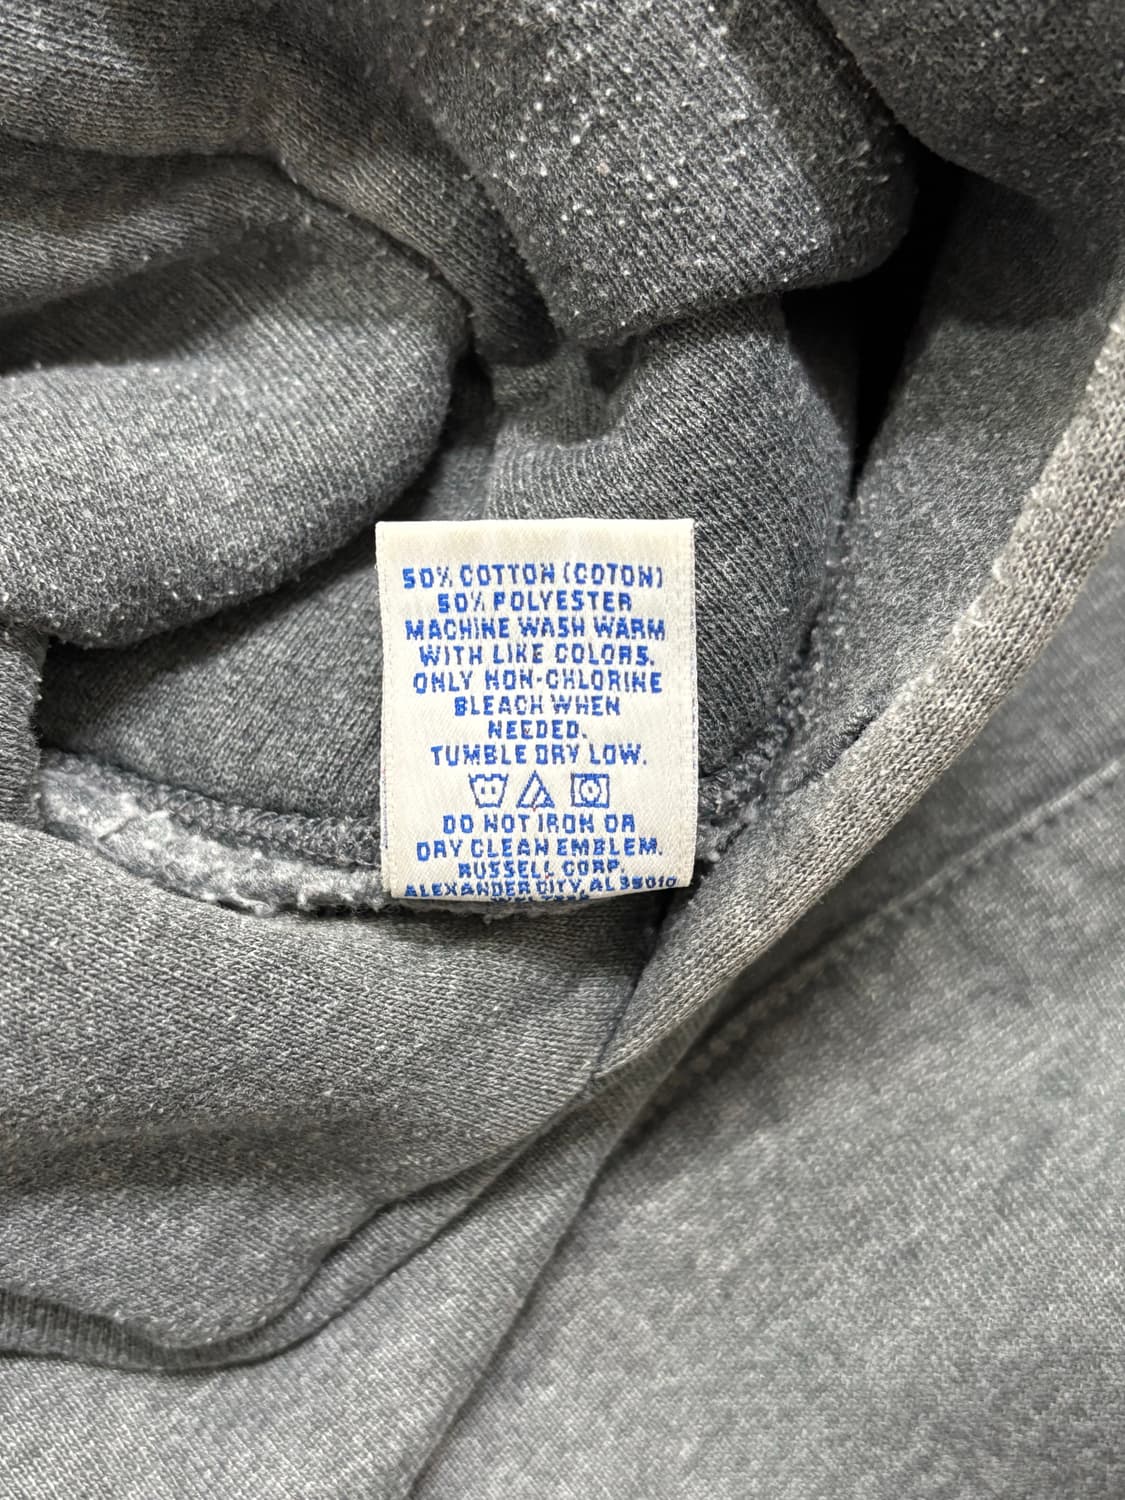 50% COTTON (COTON)
50% POLYESTER
MACHINE WASH WARM
WITH LIKE COLORS.
ONLY NON-CHLORINE
BLEACH WHEN
NEEDED.
TUMBLE DRY LOW.
DO NOT IRON OR
DRY CLEAN EMBLEM.
RUSSELL CORP.
ALEXANDER CITY, AL 35010